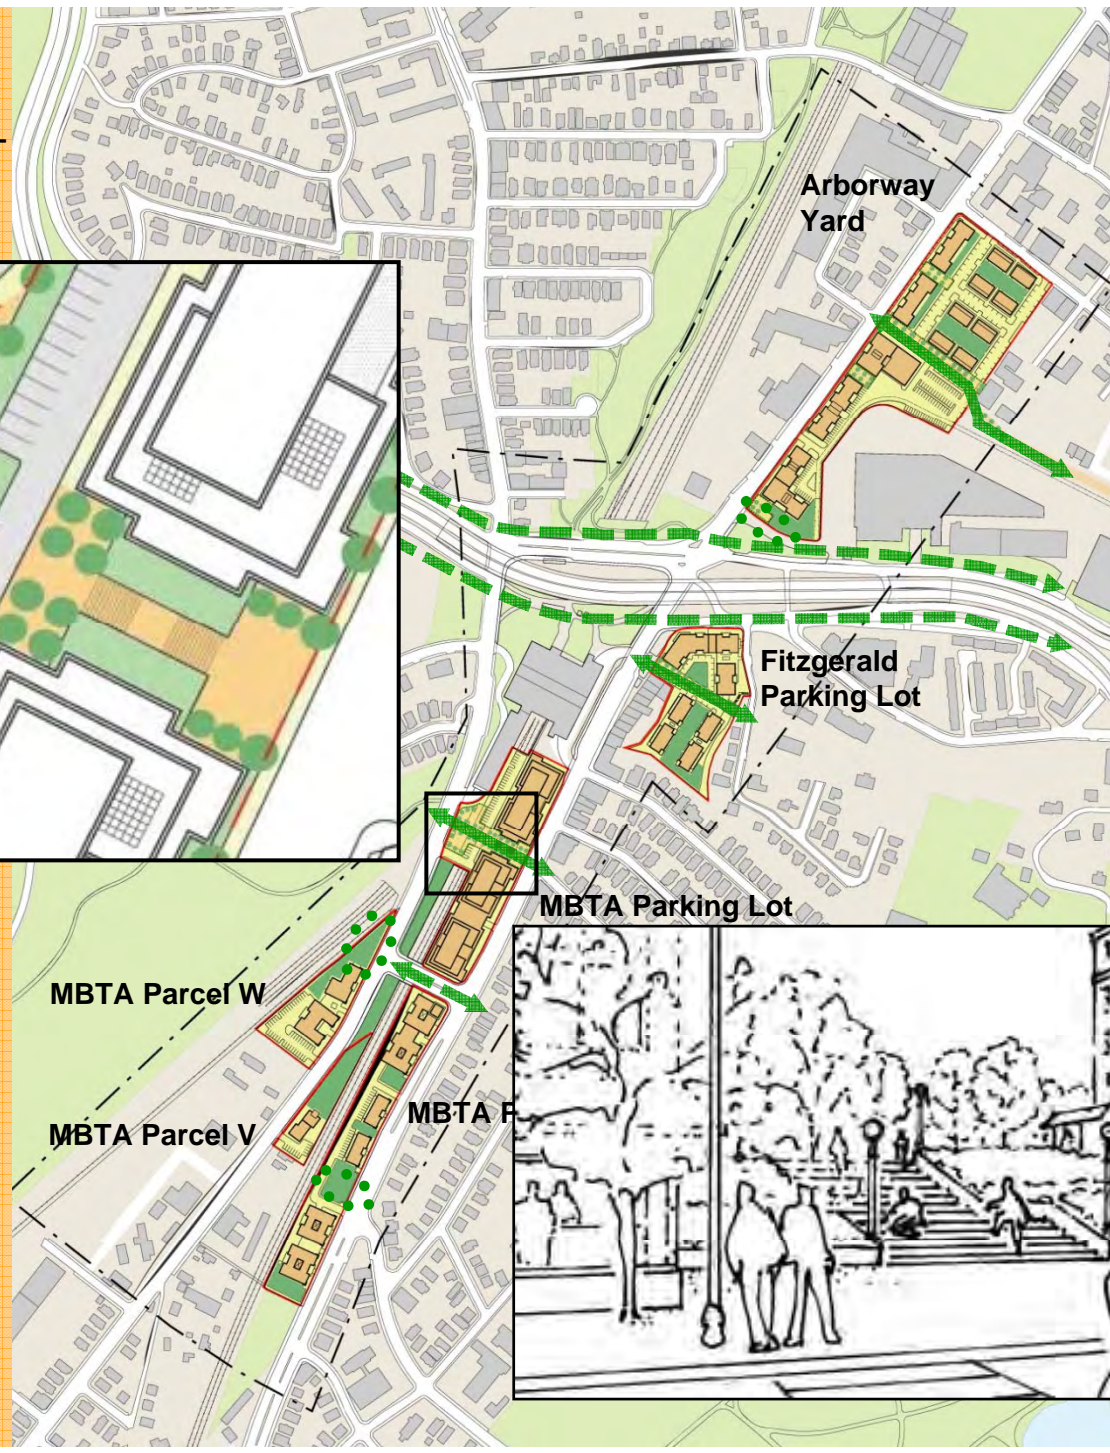 Arborway
Yard
Fitzgerald
Parking Lot
MBTA Parking Lot
MBTA Parcel W
MBTA
MBTA Parcel V